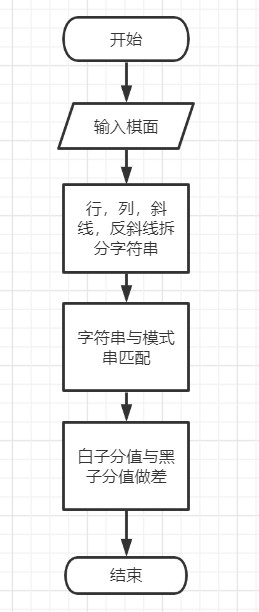 开始
输入棋面
行，列，斜
线，反斜线拆
分字符串
字符串与模式
串匹配
白子分值与黑
子分值做差
结束